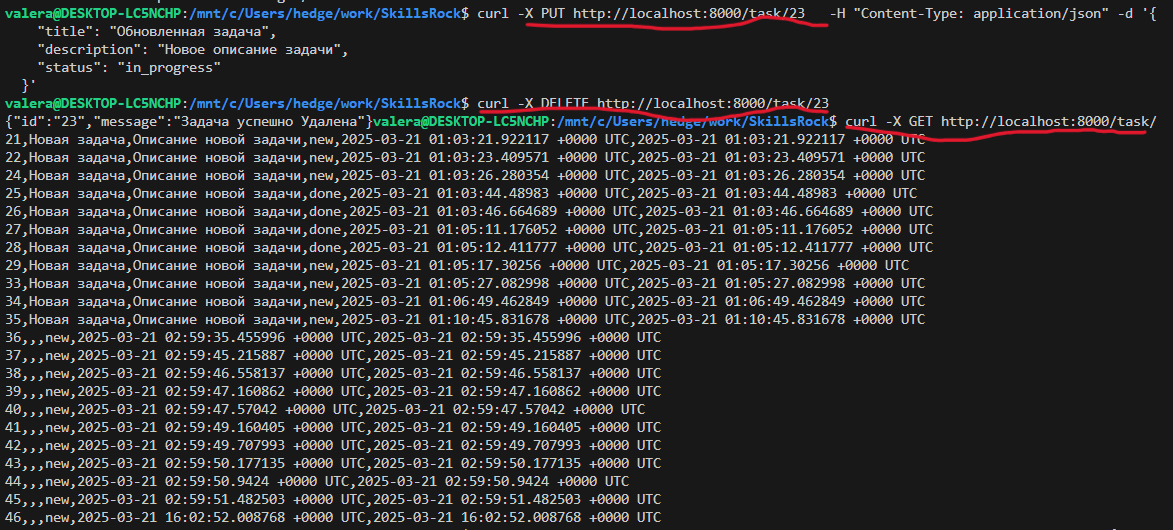 valera@DESKTOP-LC5NCHP:/mnt/c/Users/hedge/work/SkillsRock$ curl -X PUT http://localhost:8000/task/23   -H "Content-Type: application/json" -d '{
    "title": "Обновленная задача",
    "description": "Новое описание задачи",
    "status": "in_progress"
  }'
valera@DESKTOP-LC5NCHP:/mnt/c/Users/hedge/work/SkillsRock$ curl -X DELETE http://localhost:8000/task/23
{"id":"23","message":"Задача успешно Удалена"}valera@DESKTOP-LC5NCHP:/mnt/c/Users/hedge/work/SkillsRock$ curl -X GET http://localhost:8000/task/
21,Новая задача,Описание новой задачи,new,2025-03-21 01:03:21.922117 +0000 UTC,2025-03-21 01:03:21.922117 +0000 UTC
22,Новая задача,Описание новой задачи,new,2025-03-21 01:03:23.409571 +0000 UTC,2025-03-21 01:03:23.409571 +0000 UTC
24,Новая задача,Описание новой задачи,new,2025-03-21 01:03:26.280354 +0000 UTC,2025-03-21 01:03:26.280354 +0000 UTC
25,Новая задача,Описание новой задачи,done,2025-03-21 01:03:44.48983 +0000 UTC,2025-03-21 01:03:44.48983 +0000 UTC
26,Новая задача,Описание новой задачи,done,2025-03-21 01:03:46.664689 +0000 UTC,2025-03-21 01:03:46.664689 +0000 UTC
27,Новая задача,Описание новой задачи,done,2025-03-21 01:05:11.176052 +0000 UTC,2025-03-21 01:05:11.176052 +0000 UTC
28,Новая задача,Описание новой задачи,done,2025-03-21 01:05:12.411777 +0000 UTC,2025-03-21 01:05:12.411777 +0000 UTC
29,Новая задача,Описание новой задачи,new,2025-03-21 01:05:17.30256 +0000 UTC,2025-03-21 01:05:17.30256 +0000 UTC
33,Новая задача,Описание новой задачи,new,2025-03-21 01:05:27.082998 +0000 UTC,2025-03-21 01:05:27.082998 +0000 UTC
34,Новая задача,Описание новой задачи,new,2025-03-21 01:06:49.462849 +0000 UTC,2025-03-21 01:06:49.462849 +0000 UTC
35,Новая задача,Описание новой задачи,new,2025-03-21 01:10:45.831678 +0000 UTC,2025-03-21 01:10:45.831678 +0000 UTC
36,,,new,2025-03-21 02:59:35.455996 +0000 UTC,2025-03-21 02:59:35.455996 +0000 UTC
37,,,new,2025-03-21 02:59:45.215887 +0000 UTC,2025-03-21 02:59:45.215887 +0000 UTC
38,,,new,2025-03-21 02:59:46.558137 +0000 UTC,2025-03-21 02:59:46.558137 +0000 UTC
39,,,new,2025-03-21 02:59:47.160862 +0000 UTC,2025-03-21 02:59:47.160862 +0000 UTC
40,,,new,2025-03-21 02:59:47.57042 +0000 UTC,2025-03-21 02:59:47.57042 +0000 UTC
41,,,new,2025-03-21 02:59:49.160405 +0000 UTC,2025-03-21 02:59:49.160405 +0000 UTC
42,,,new,2025-03-21 02:59:49.707993 +0000 UTC,2025-03-21 02:59:49.707993 +0000 UTC
43,,,new,2025-03-21 02:59:50.177135 +0000 UTC,2025-03-21 02:59:50.177135 +0000 UTC
44,,,new,2025-03-21 02:59:50.9424 +0000 UTC,2025-03-21 02:59:50.9424 +0000 UTC
45,,,new,2025-03-21 02:59:51.482503 +0000 UTC,2025-03-21 02:59:51.482503 +0000 UTC
46,,,new,2025-03-21 16:02:52.008768 +0000 UTC,2025-03-21 16:02:52.008768 +0000 UTC